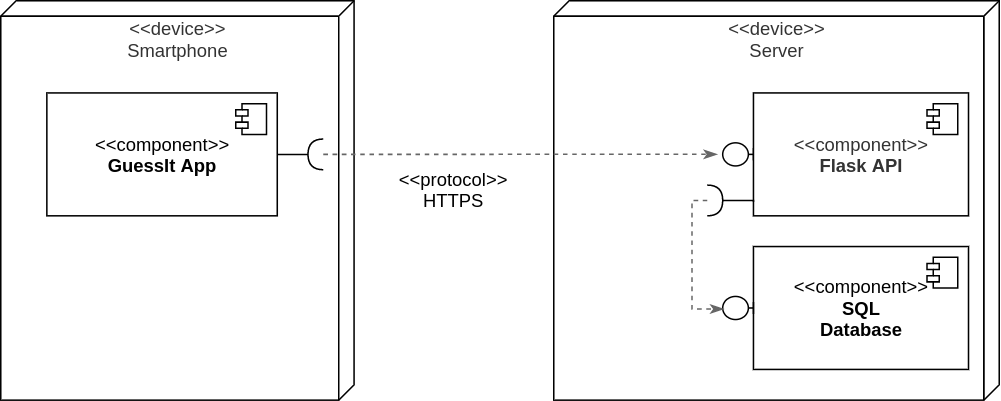 <<device>>
Smartphone
<<component>>
GuessIt App
<<protocol>>
HTTPS
<<device>>
Server
<<component>>
Flask API
<<component>>
SQL
Database